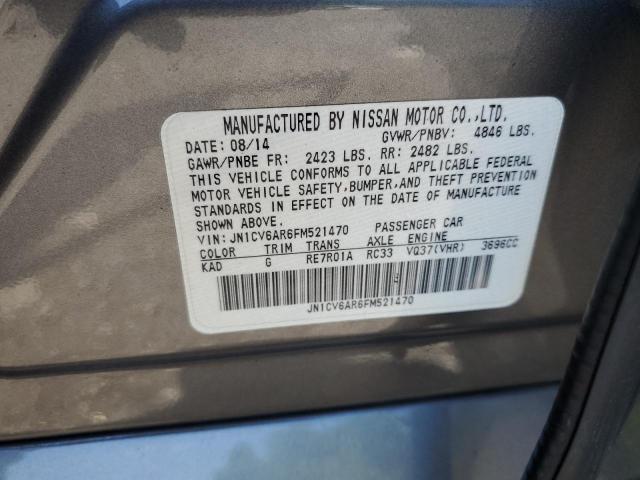 MANUFACTURED BY NISSAN MOTOR CO.,LTD.
DATE: 08/14 GVWR/PNBV: 4846 LBS.
GAWR/PNBE FR: 2423 LBS. RR: 2482 LBS.
THIS VEHICLE CONFORMS TO ALL APPLICABLE FEDERAL
MOTOR VEHICLE SAFETY,BUMPER,AND THEFT PREVENTION
STANDARDS IN EFFECT ON THE DATE OF MANUFACTURE
SHOWN ABOVE.
VIN: JN1CV6AR6FM521470 PASSENGER CAR
COLOR TRIM TRANS AXLE ENGINE
KAD G RE7R01A RC33 VQ37(VHR) 3696CC
JN1CV6AR6FM521470